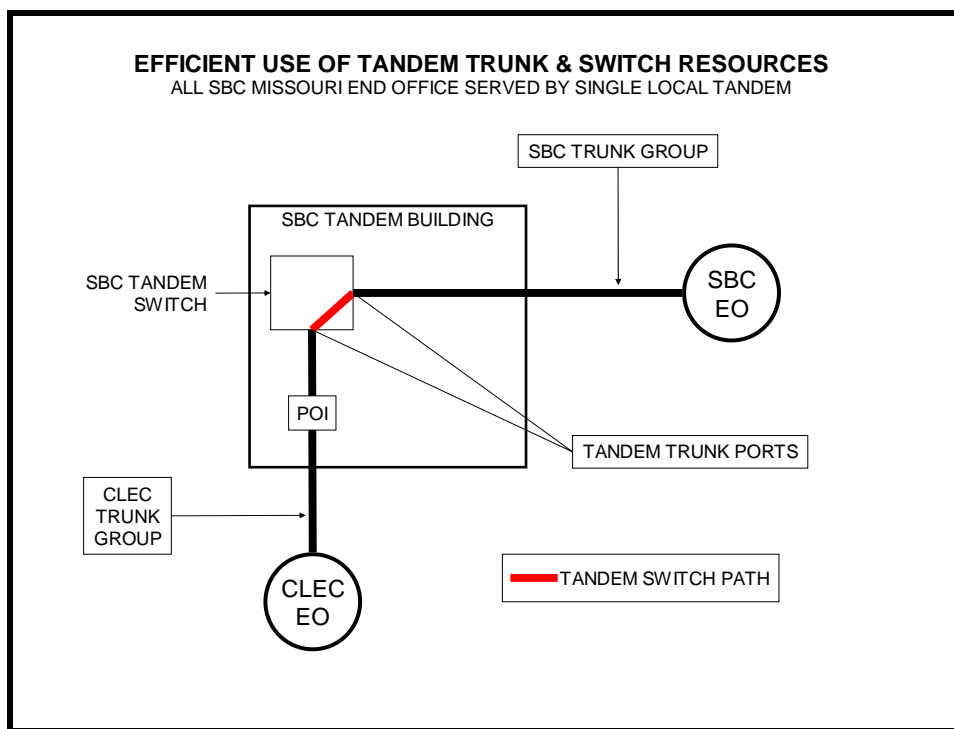 EFFICIENT USE OF TANDEM TRUNK & SWITCH RESOURCES
ALL SBC MISSOURI END OFFICE SERVED BY SINGLE LOCAL TANDEM
SBC TRUNK GROUP
SBC TANDEM BUILDING
SBC TANDEM
SWITCH
SBC
EO
POI
TANDEM TRUNK PORTS
CLEC
TRUNK
GROUP
TANDEM SWITCH PATH
CLEC
EO